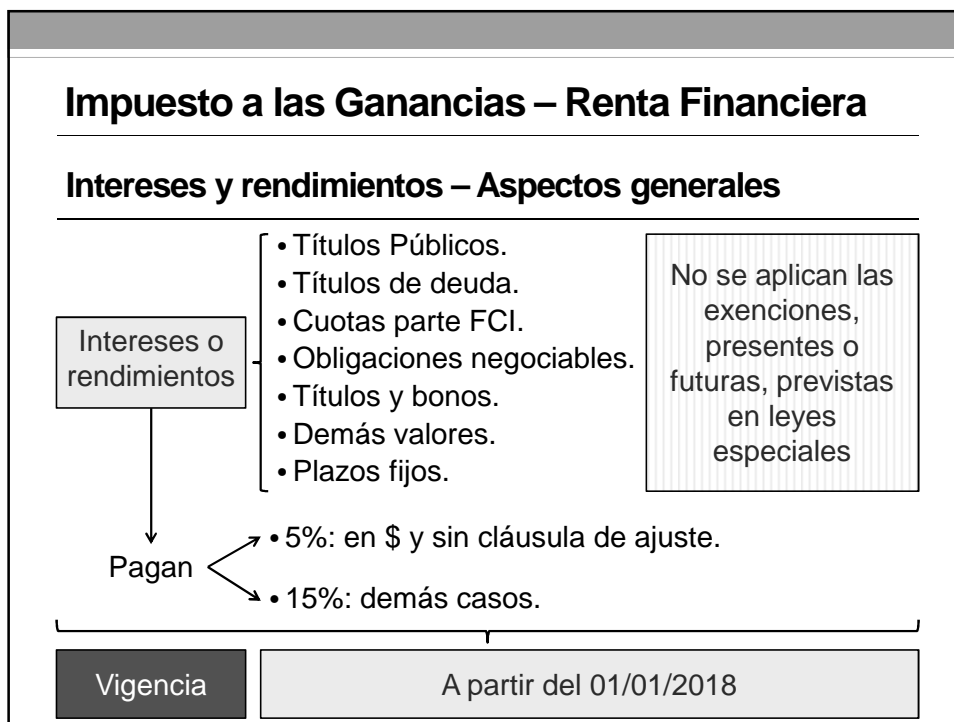 Impuesto a las Ganancias – Renta Financiera
Intereses y rendimientos – Aspectos generales
Intereses o
rendimientos
• Títulos Públicos.
• Títulos de deuda.
• Cuotas parte FCI.
• Obligaciones negociables.
• Títulos y bonos.
• Demás valores.
• Plazos fijos.
No se aplican las
exenciones,
presentes o
futuras, previstas
en leyes
especiales
Pagan
• 5%: en $ y sin cláusula de ajuste.
• 15%: demás casos.
Vigencia
A partir del 01/01/2018